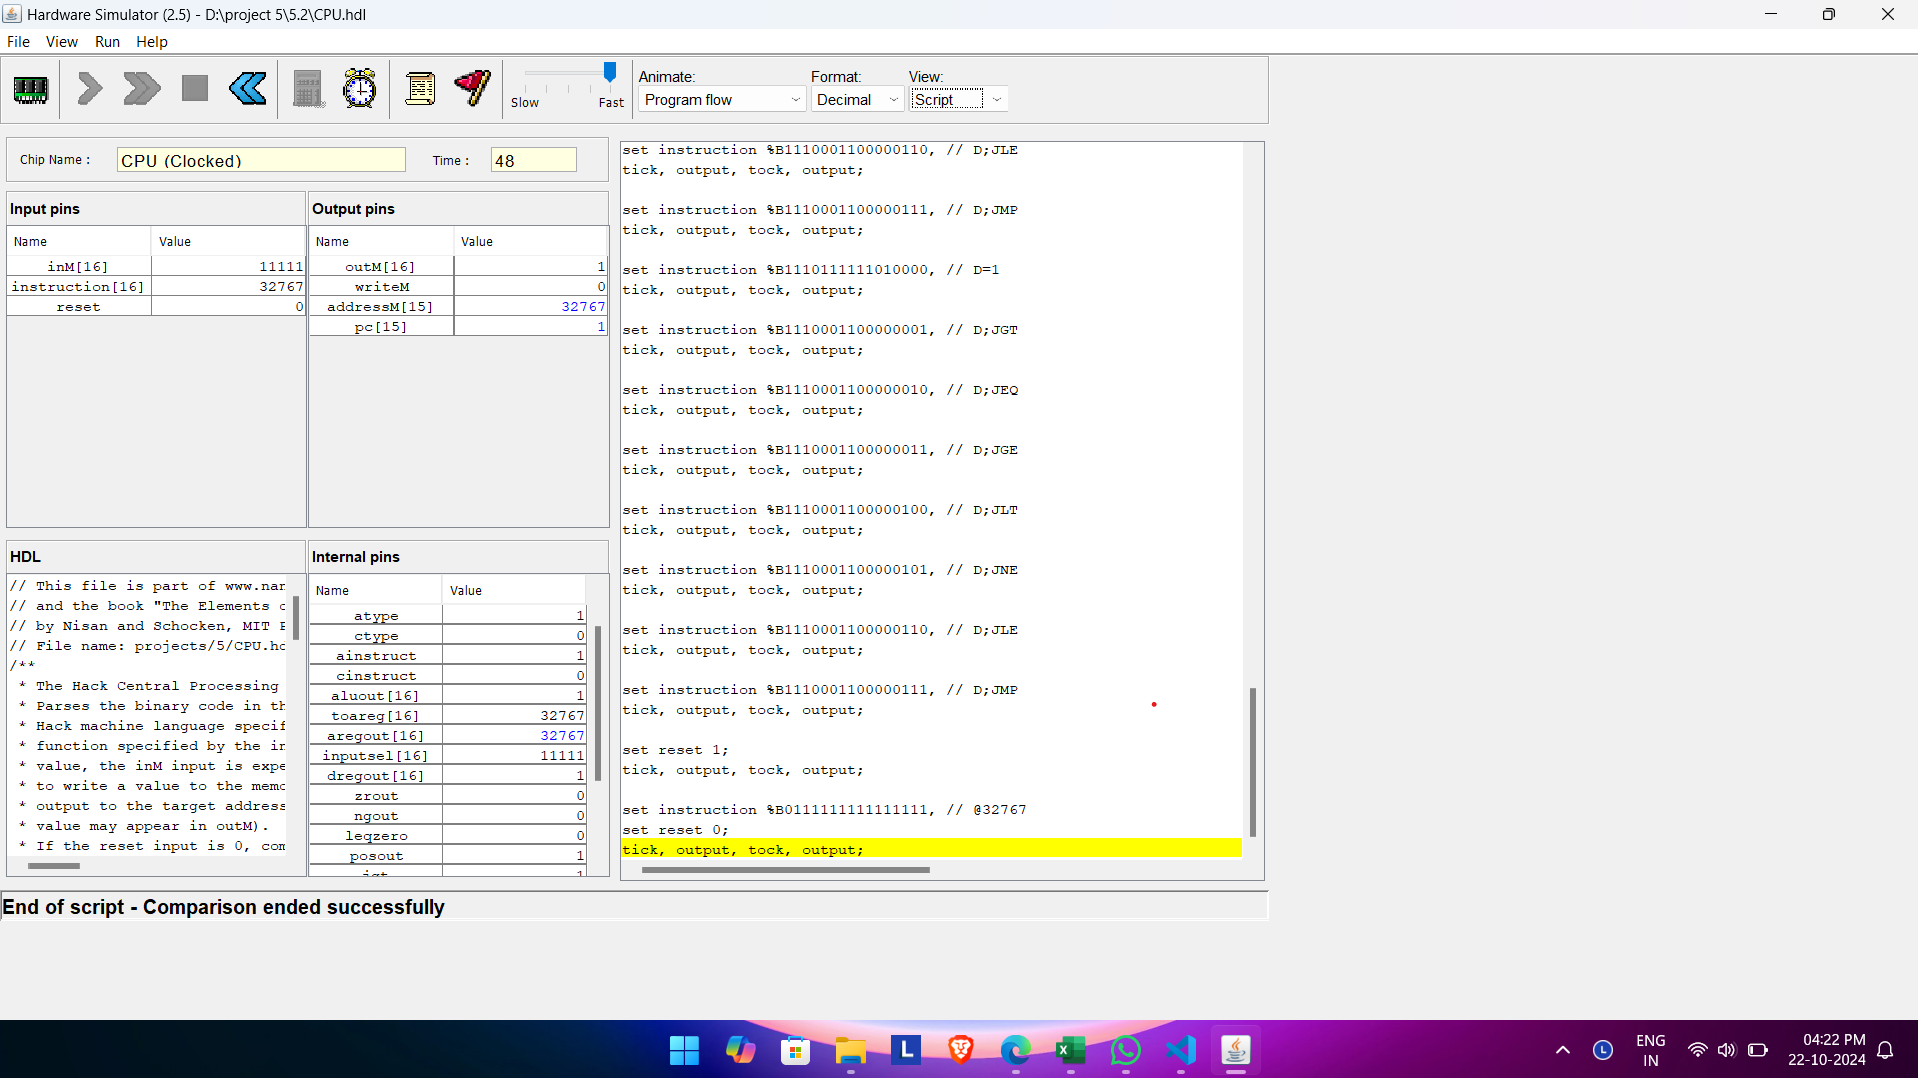 Hardware Simulator (2.5) - D:\project 5\5.2\CPU.hdl
File View Run Help
Slow Fast
Animate:
Program flow
Format:
Decimal
View:
Script
Chip Name :
CPU (Clocked)
Time :
48
Input pins
Name Value
inM[16] 11111
instruction[16] 32767
reset 0
Output pins
Name Value
outM[16] 1
writeM 0
addressM[15] 32767
pc[15] 1
HDL
// This file is part of www.nan
// and the book "The Elements o
// by Nisan and Schocken, MIT P
// File name: projects/5/CPU.hd
/**
* The Hack Central Processing
* Parses the binary code in th
* Hack machine language specif
* function specified by the in
* value, the inM input is expe
* to write a value to the memo
* output to the target address
* value may appear in outM).
* If the reset input is 0, com
Internal pins
Name Value
atype 1
ctype 0
ainstruct 1
cinstruct 0
aluout[16] 1
toareg[16] 32767
aregout[16] 32767
inputsel[16] 11111
dregout[16] 1
zrout 0
ngout 0
leqzero 0
posout 1
jgt 1
set instruction %B1110001100000110, // D;JLE
tick, output, tock, output;
set instruction %B1110001100000111, // D;JMP
tick, output, tock, output;
set instruction %B1110111111010000, // D=1
tick, output, tock, output;
set instruction %B1110001100000001, // D;JGT
tick, output, tock, output;
set instruction %B1110001100000010, // D;JEQ
tick, output, tock, output;
set instruction %B1110001100000011, // D;JGE
tick, output, tock, output;
set instruction %B1110001100000100, // D;JLT
tick, output, tock, output;
set instruction %B1110001100000101, // D;JNE
tick, output, tock, output;
set instruction %B1110001100000110, // D;JLE
tick, output, tock, output;
set instruction %B1110001100000111, // D;JMP
tick, output, tock, output;
set reset 1;
tick, output, tock, output;
set instruction %B0111111111111111, // @32767
set reset 0;
tick, output, tock, output;
End of script - Comparison ended successfully
L
L
ENG
IN
04:22 PM
22-10-2024